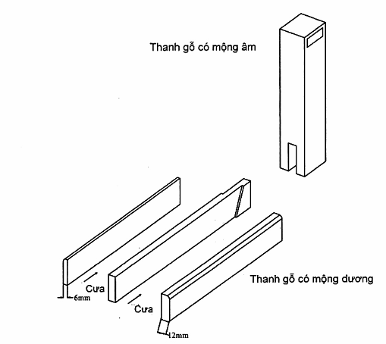 Thanh gỗ có mộng âm
Cưa
6mm
Cưa
Thanh gỗ có mộng dương
12mm